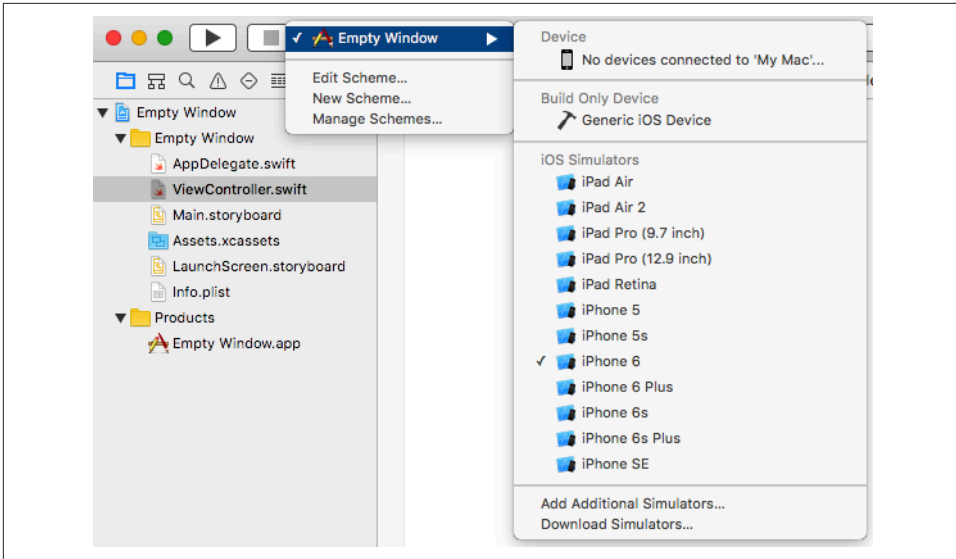 Empty Window
Edit Scheme...
New Scheme...
Manage Schemes...
Device
No devices connected to 'My Mac'...
Build Only Device
Generic iOS Device
iOS Simulators
iPad Air
iPad Air 2
iPad Pro (9.7 inch)
iPad Pro (12.9 inch)
iPad Retina
iPhone 5
iPhone 5s
iPhone 6
iPhone 6 Plus
iPhone 6s
iPhone 6s Plus
iPhone SE
Add Additional Simulators...
Download Simulators...
Empty Window
Empty Window
AppDelegate.swift
ViewController.swift
Main.storyboard
Assets.xcassets
LaunchScreen.storyboard
Info.plist
Products
Empty Window.app